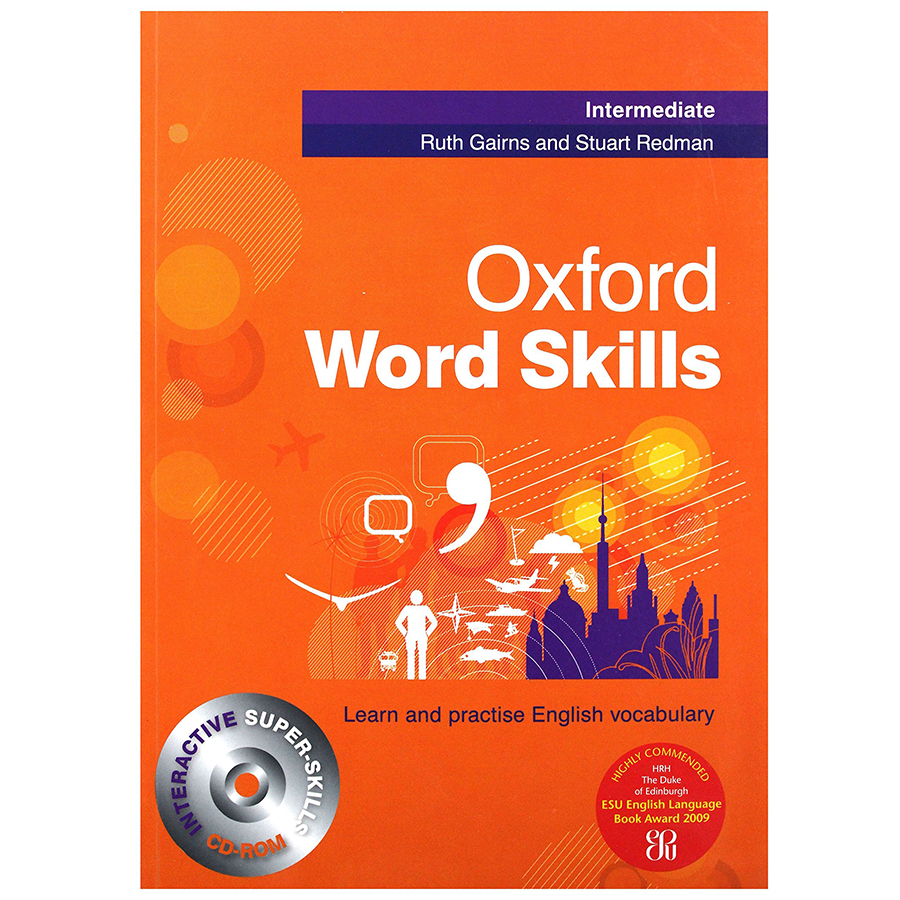 Intermediate
Ruth Gairns and Stuart Redman
Oxford
Word Skills
Learn and practise English vocabulary
INTERACTIVE SUPER-SKILLS
CD-ROM
HIGHLY COMMENDED
HRH
The Duke
of Edinburgh
ESU English Language
Book Award 2009